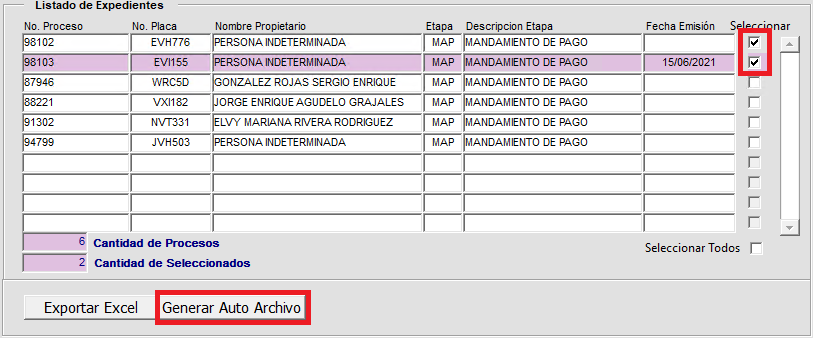 Listado de Expedientes
No. Proceso No. Placa Nombre Propietario Etapa Descripcion Etapa Fecha Emisión Seleccionar
98102 EVH776 PERSONA INDETERMINADA MAP MANDAMIENTO DE PAGO
98103 EVI155 PERSONA INDETERMINADA MAP MANDAMIENTO DE PAGO 15/06/2021
87946 WRC5D GONZALEZ ROJAS SERGIO ENRIQUE MAP MANDAMIENTO DE PAGO
88221 VXI182 JORGE ENRIQUE AGUDELO GRAJALES MAP MANDAMIENTO DE PAGO
91302 NVT331 ELVY MARIANA RIVERA RODRIGUEZ MAP MANDAMIENTO DE PAGO
94799 JVH503 PERSONA INDETERMINADA MAP MANDAMIENTO DE PAGO
6 Cantidad de Procesos
Seleccionar Todos
2 Cantidad de Seleccionados
Exportar Excel Generar Auto Archivo